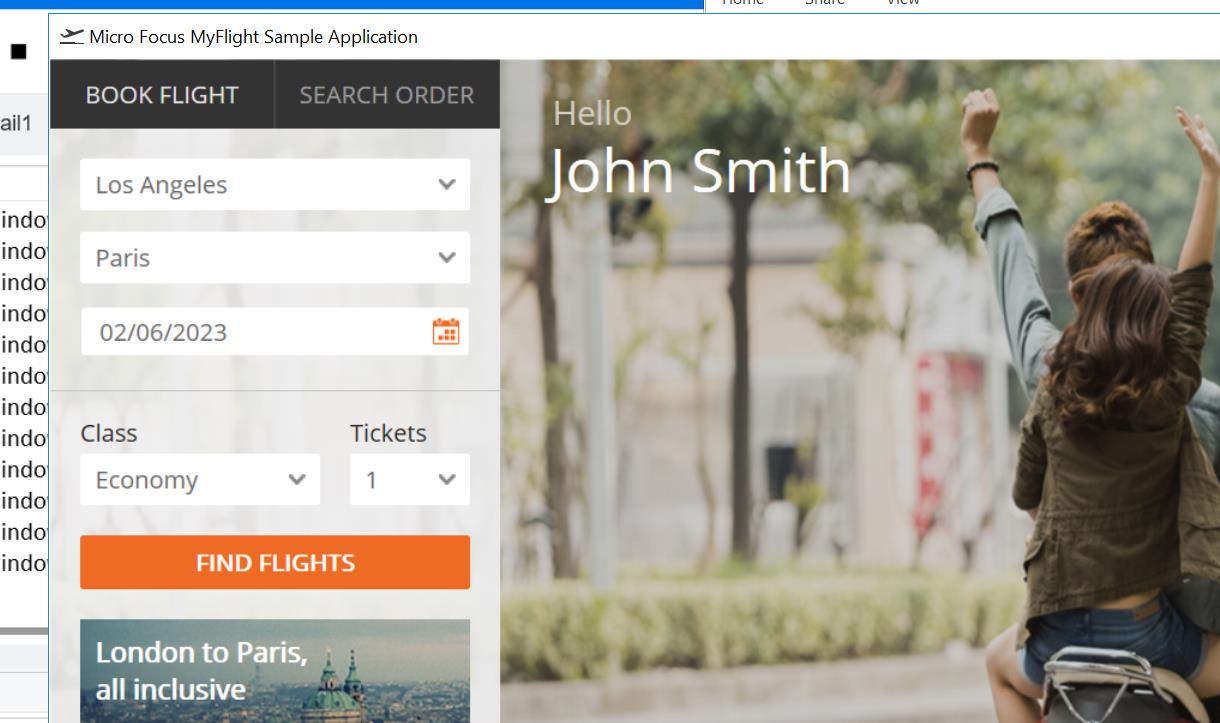 Home Share View
Micro Focus MyFlight Sample Application
ail1
BOOK FLIGHT SEARCH ORDER
Hello
John Smith
Los Angeles
Paris
02/06/2023
Class Tickets
Economy 1
FIND FLIGHTS
London to Paris,
all inclusive
indo
indo
indo
indo
indo
indo
indo
indo
indo
indo
indo
indo